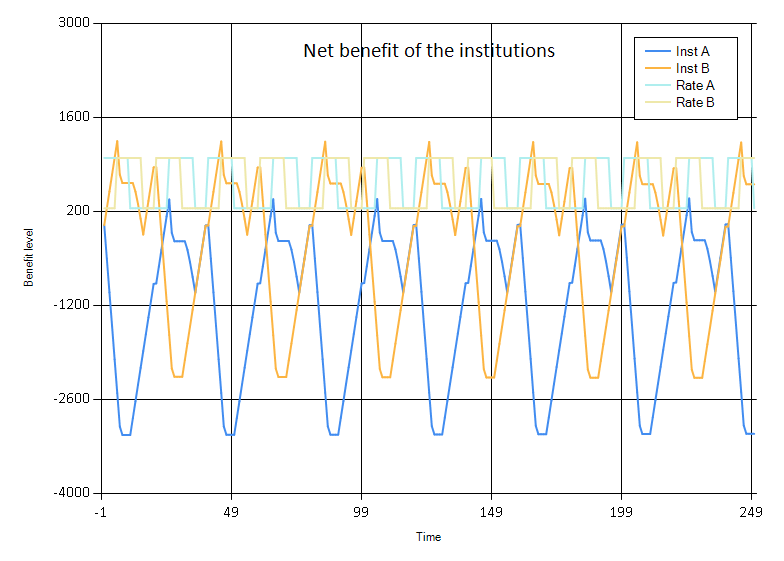 3000
Net benefit of the institutions
Inst A
Inst B
Rate A
Rate B
1600
200
Benefit level
-1200
-2600
-4000
-1 49 99 149 199 249
Time